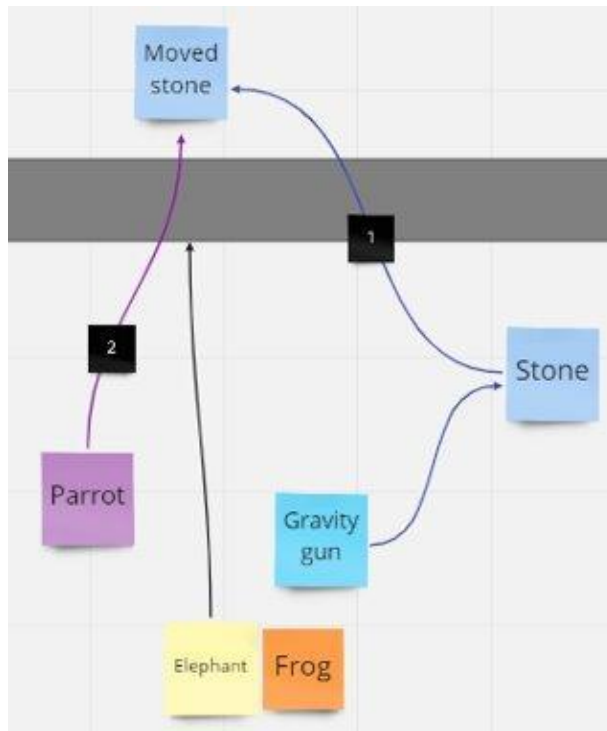 Moved
stone
1
2
Stone
Parrot
Gravity
gun
Elephant
Frog